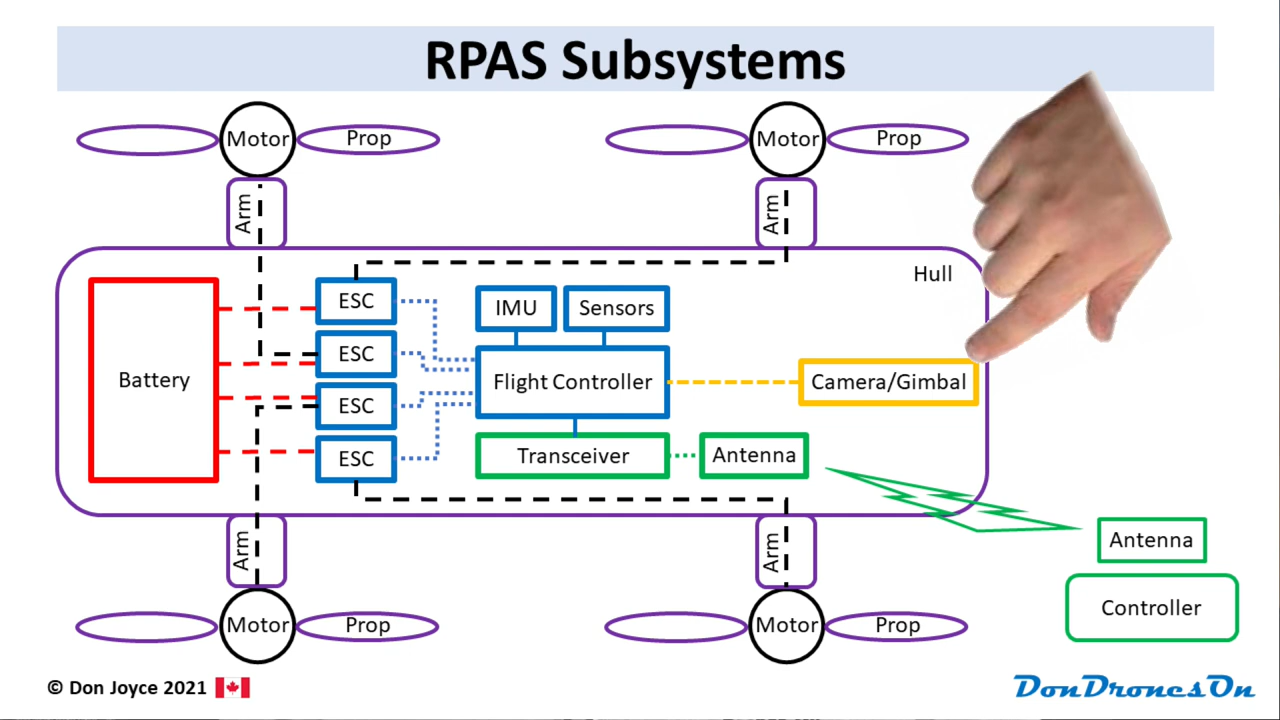 RPAS Subsystems
Motor
Prop
Motor
Prop
Arm
Arm
Hull
Battery
ESC
ESC
ESC
ESC
IMU
Sensors
Flight Controller
Camera/Gimbal
Transceiver
Antenna
Antenna
Controller
Arm
Arm
Motor
Prop
Motor
Prop
© Don Joyce 2021
DonDronesOn